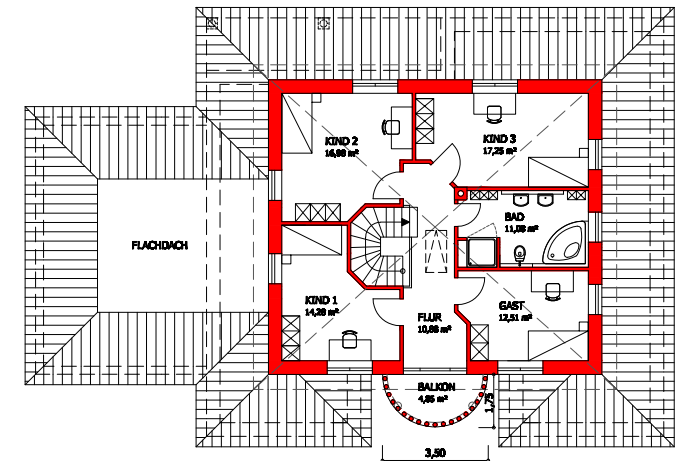 KIND 2
16,98 m²
KIND 3
17,25 m²
BAD
11,08 m²
FLACHDACH
KIND 1
14,28 m²
FLUR
10,88 m²
GAST
12,51 m²
BALKON
4,85 m²
1,75
3,50